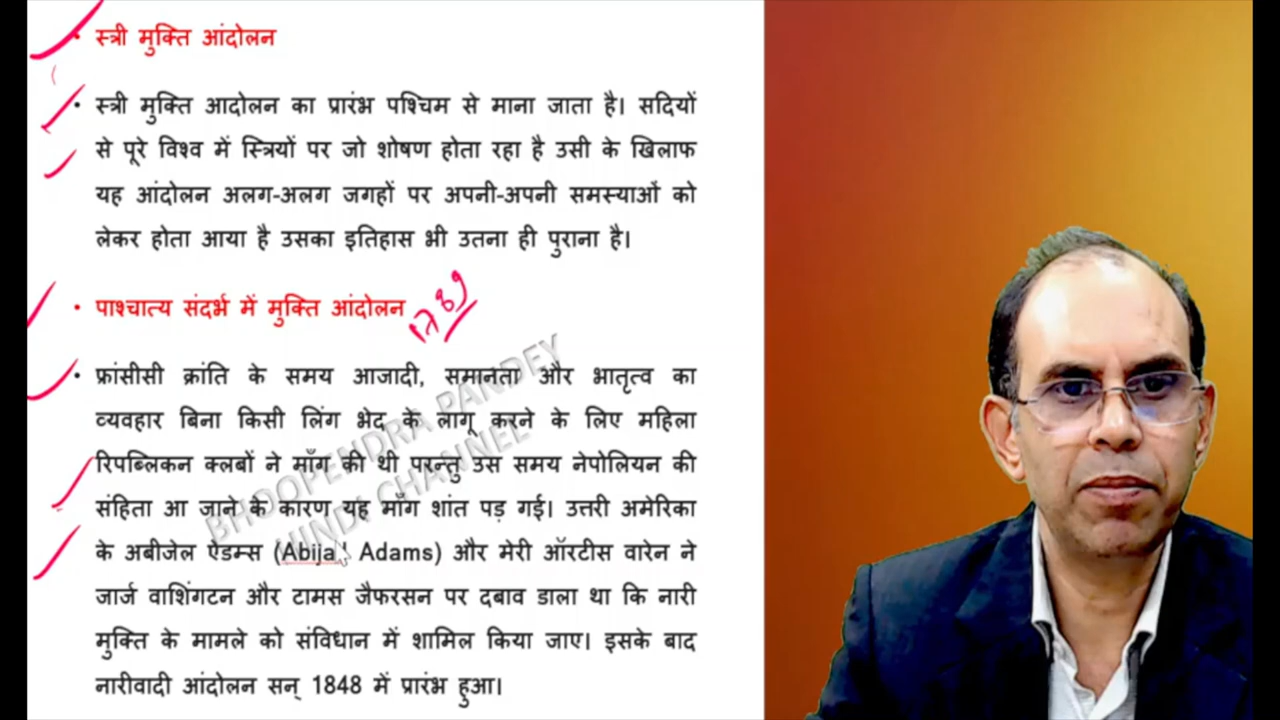 स्त्री मुक्ति आंदोलन
स्त्री मुक्ति आदोलन का प्रारंभ पश्चिम से माना जाता है। सदियों
से पूरे विश्व में स्त्रियों पर जो शोषण होता रहा है उसी के खिलाफ
यह आंदोलन अलग-अलग जगहों पर अपनी-अपनी समस्याओं को
लेकर होता आया है उसका इतिहास भी उतना ही पुराना है।
पाश्चात्य संदर्भ में मुक्ति आंदोलन
1789
फ्रांसीसी क्रांति के समय आजादी, समानता और भातृत्व का
व्यवहार बिना किसी लिंग भेद के लागू करने के लिए महिला
रिपब्लिकन क्लबों ने माँग की थी परन्तु उस समय नेपोलियन की
संहिता आ जाने के कारण यह माँग शांत पड़ गई। उत्तरी अमेरिका
के अबीजेल ऐडम्स (Abija' Adams) और मेरी ऑरटीस वारेन ने
जार्ज वाशिंगटन और टामस जैफरसन पर दबाव डाला था कि नारी
मुक्ति के मामले को संविधान में शामिल किया जाए। इसके बाद
नारीवादी आंदोलन सन् 1848 में प्रारंभ हुआ।
BHOOPENDRA PANDEY
HINDI CHANNEL